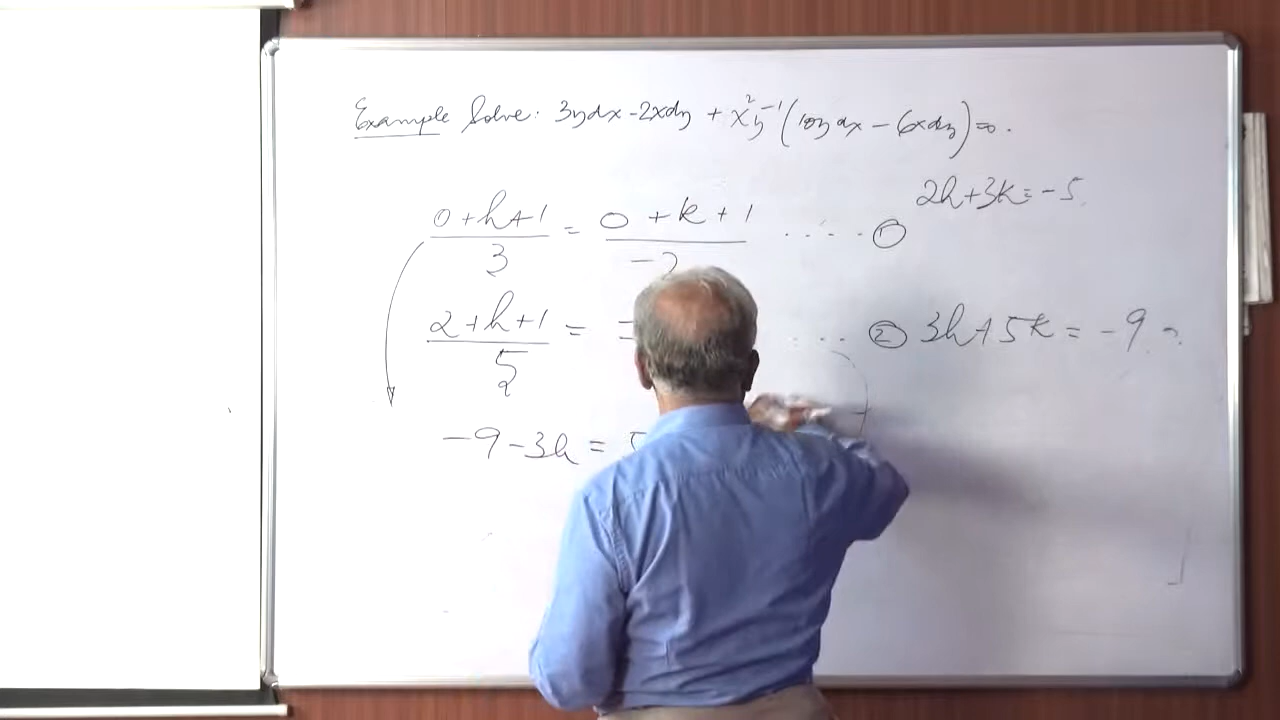 Example Solve: 3ydx - 2xdy + x²y⁻¹(10ydx - 6xdy) = 0.
2h+3k = -5
(0+h+1)/3 = (0+k+1)/-2 ..... ①
(2+h+1)/5 = = ... ② 3h+5k = -9
-9-3h = 5